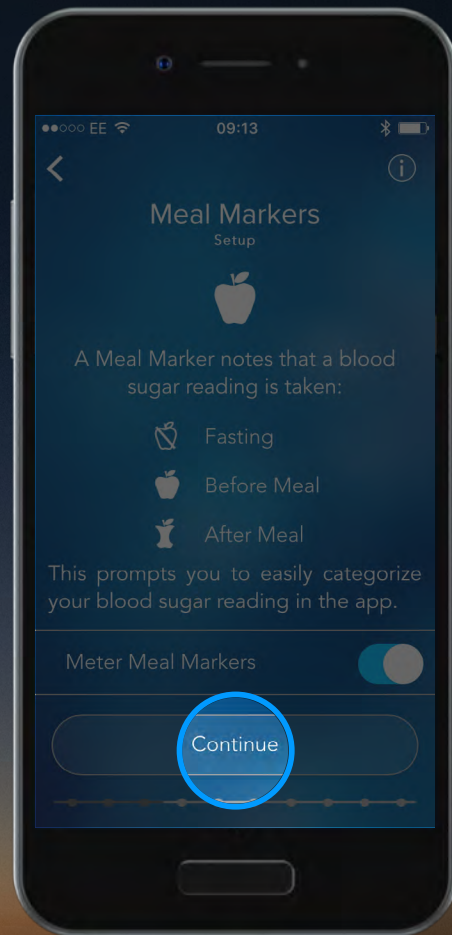 EE 09:13
i
Meal Markers
Setup
A Meal Marker notes that a blood
sugar reading is taken:
Fasting
Before Meal
After Meal
This prompts you to easily categorize
your blood sugar reading in the app.
Meter Meal Markers
Continue